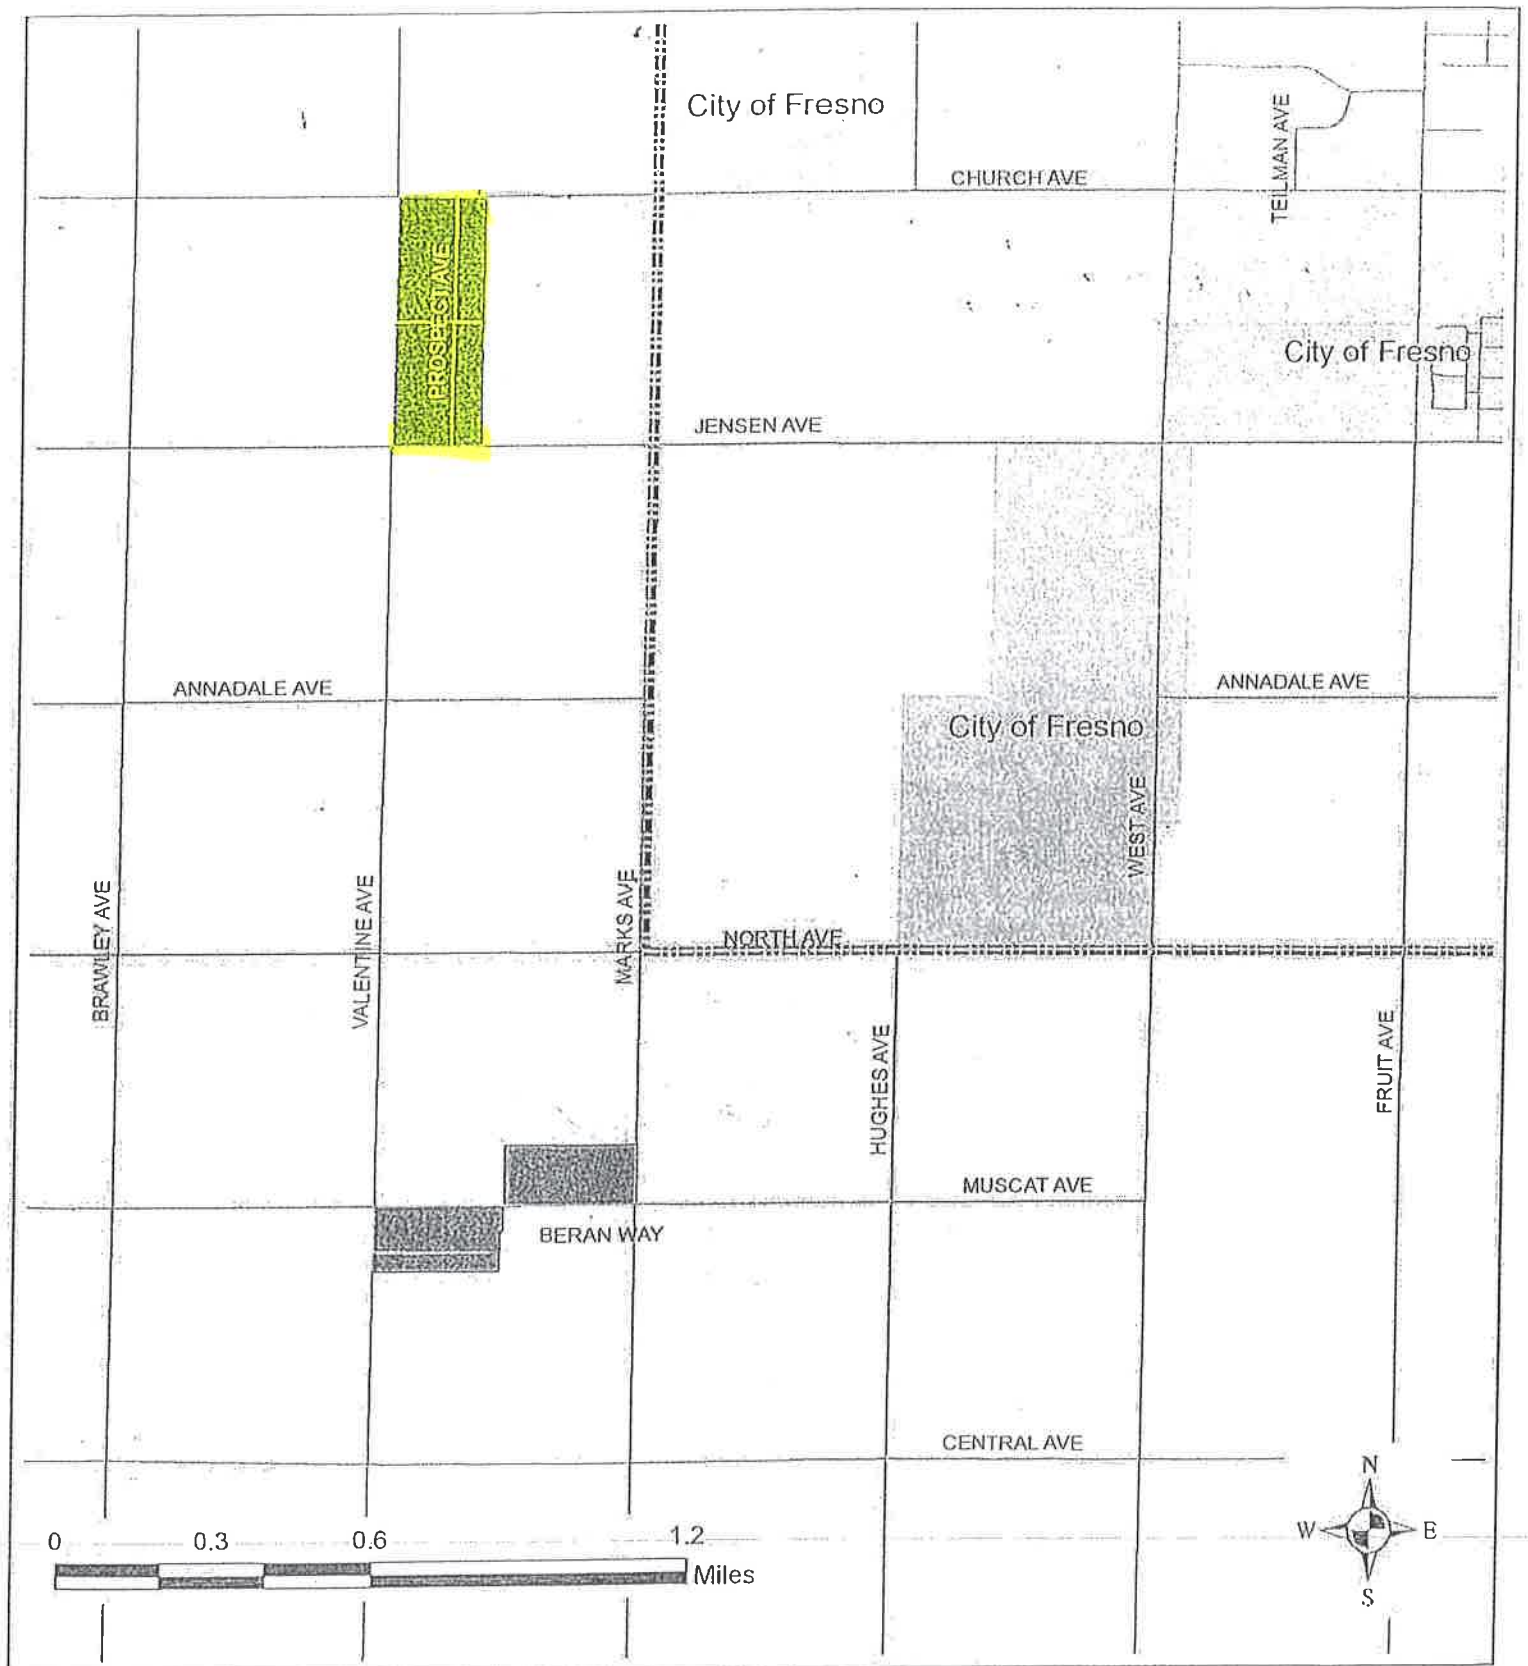 City of Fresno
TEILMAN AVE
CHURCH AVE
PROSPECT AVE
City of Fresno
JENSEN AVE
ANNADALE AVE
ANNADALE AVE
City of Fresno
WEST AVE
BRAWLEY AVE
VALENTINE AVE
MARKS AVE
NORTH AVE
HUGHES AVE
FRUIT AVE
MUSCAT AVE
BERAN WAY
CENTRAL AVE
N
W E
S
0 0.3 0.6 1.2
Miles